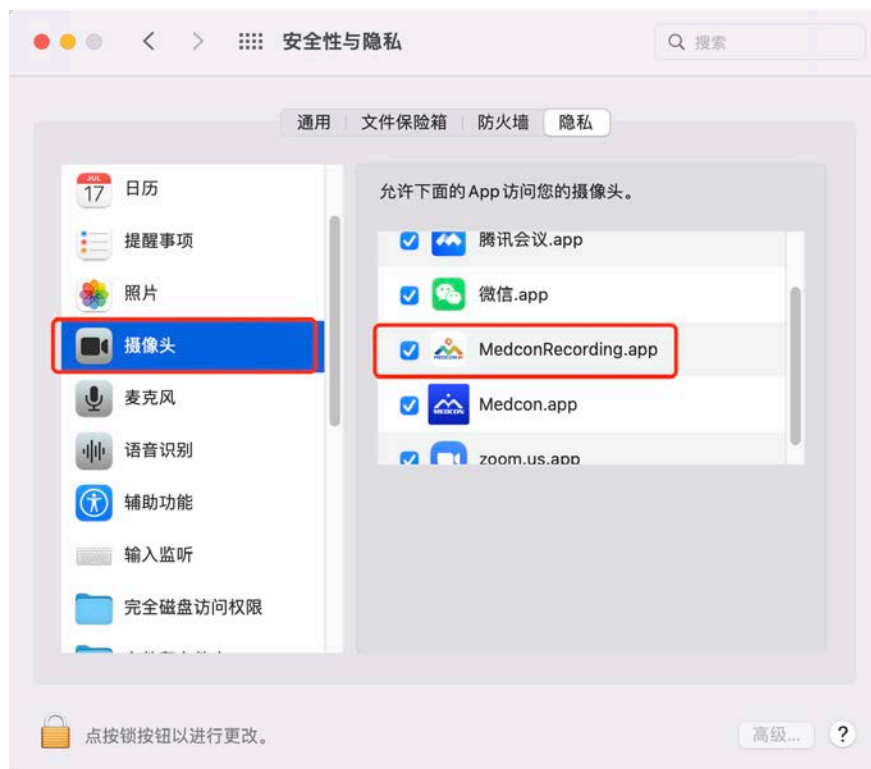 安全性与隐私
搜索
通用
文件保险箱
防火墙
隐私
JUL
17
日历
提醒事项
照片
摄像头
麦克风
语音识别
辅助功能
输入监听
完全磁盘访问权限
允许下面的App访问您的摄像头。
腾讯会议.app
微信.app
MEDCON
MedconRecording.app
MEDCON
Medcon.app
zoom.us.app
点按锁按钮以进行更改。
高级...
?